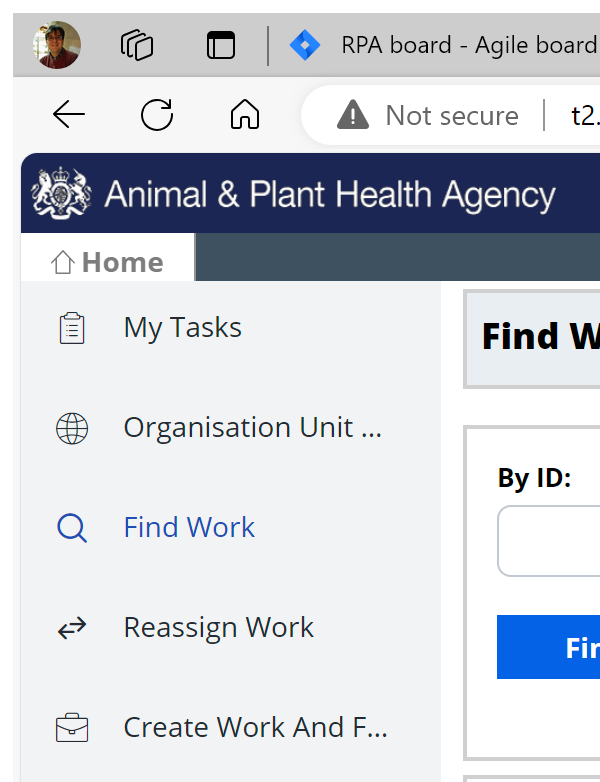 RPA board - Agile board
Not secure
t2.
Animal & Plant Health Agency
Home
My Tasks
Organisation Unit ...
Find Work
Reassign Work
Create Work And F...
Find W
By ID:
Fin